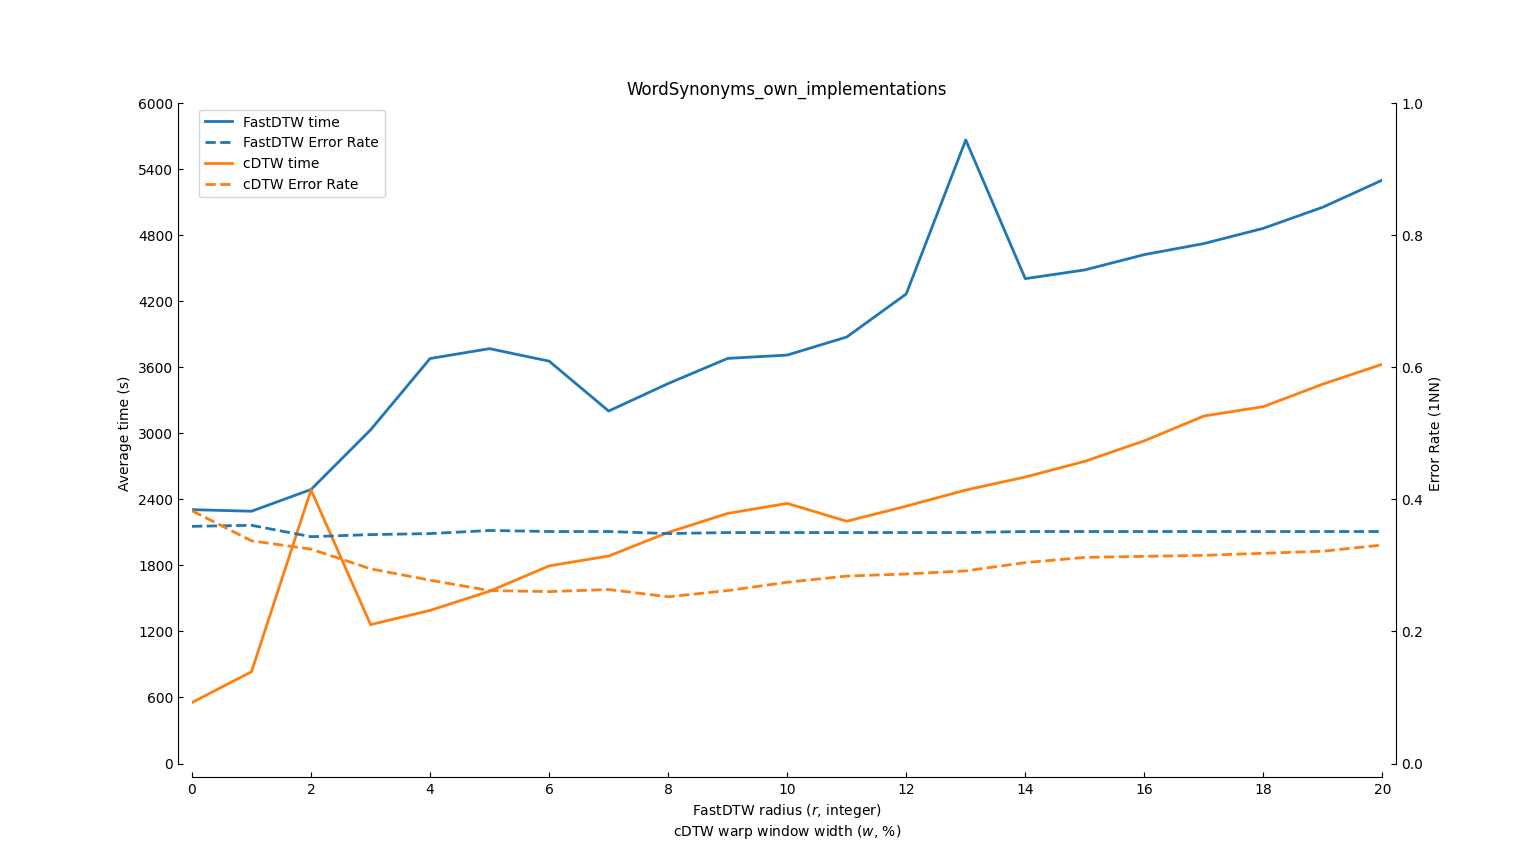 WordSynonyms_own_implementations
FastDTW time
FastDTW Error Rate
cDTW time
cDTW Error Rate
6000
5400
4800
4200
3600
3000
2400
1800
1200
600
0
Average time (s)
1.0
0.8
0.6
0.4
0.2
0.0
Error Rate (1NN)
0 2 4 6 8 10 12 14 16 18 20
FastDTW radius (r, integer)
cDTW warp window width (w, %)